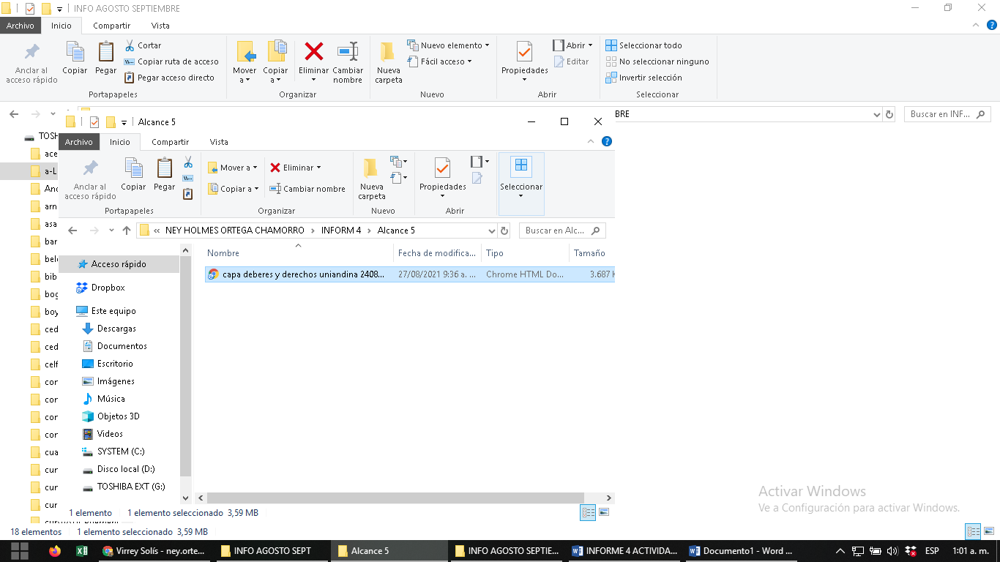 INFO AGOSTO SEPTIEMBRE
Archivo Inicio Compartir Vista
Anclar al acceso rápido
Copiar
Pegar
Cortar
Copiar ruta de acceso
Pegar acceso directo
Portapapeles
Mover a
Copiar a
Eliminar
Cambiar nombre
Organizar
Nueva carpeta
Nuevo elemento
Fácil acceso
Nuevo
Propiedades
Abrir
Editar
Abrir
Seleccionar todo
No seleccionar ninguno
Invertir selección
Seleccionar
BRE
Buscar en INF...
TOSH
ace
a-L
And
arn
asa
bar
bel
bib
bog
boy
ced
ced
celf
cor
cor
cor
cor
cua
cur
cur
cur
Alcance 5
Archivo Inicio Compartir Vista
Anclar al acceso rápido
Copiar
Pegar
Portapapeles
Mover a
Copiar a
Eliminar
Cambiar nombre
Organizar
Nueva carpeta
Nuevo
Propiedades
Abrir
Seleccionar
« NEY HOLMES ORTEGA CHAMORRO > INFORM 4 > Alcance 5
Buscar en Alc...
Nombre Fecha de modifica... Tipo Tamaño
capa deberes y derechos uniandina 2408... 27/08/2021 9:36 a. ... Chrome HTML Do... 3.687 K
Acceso rápido
Dropbox
Este equipo
Descargas
Documentos
Escritorio
Imágenes
Música
Objetos 3D
Videos
SYSTEM (C:)
Disco local (D:)
TOSHIBA EXT (G:)
1 elemento 1 elemento seleccionado 3,59 MB
18 elementos 1 elemento seleccionado 3,59 MB
Activar Windows
Ve a Configuración para activar Windows.
Virrey Solís - ney.orte...
INFO AGOSTO SEPT
Alcance 5
INFO AGOSTO SEPTIE...
INFORME 4 ACTIVIDA...
Documento1 - Word ...
ESP
1:01 a. m.